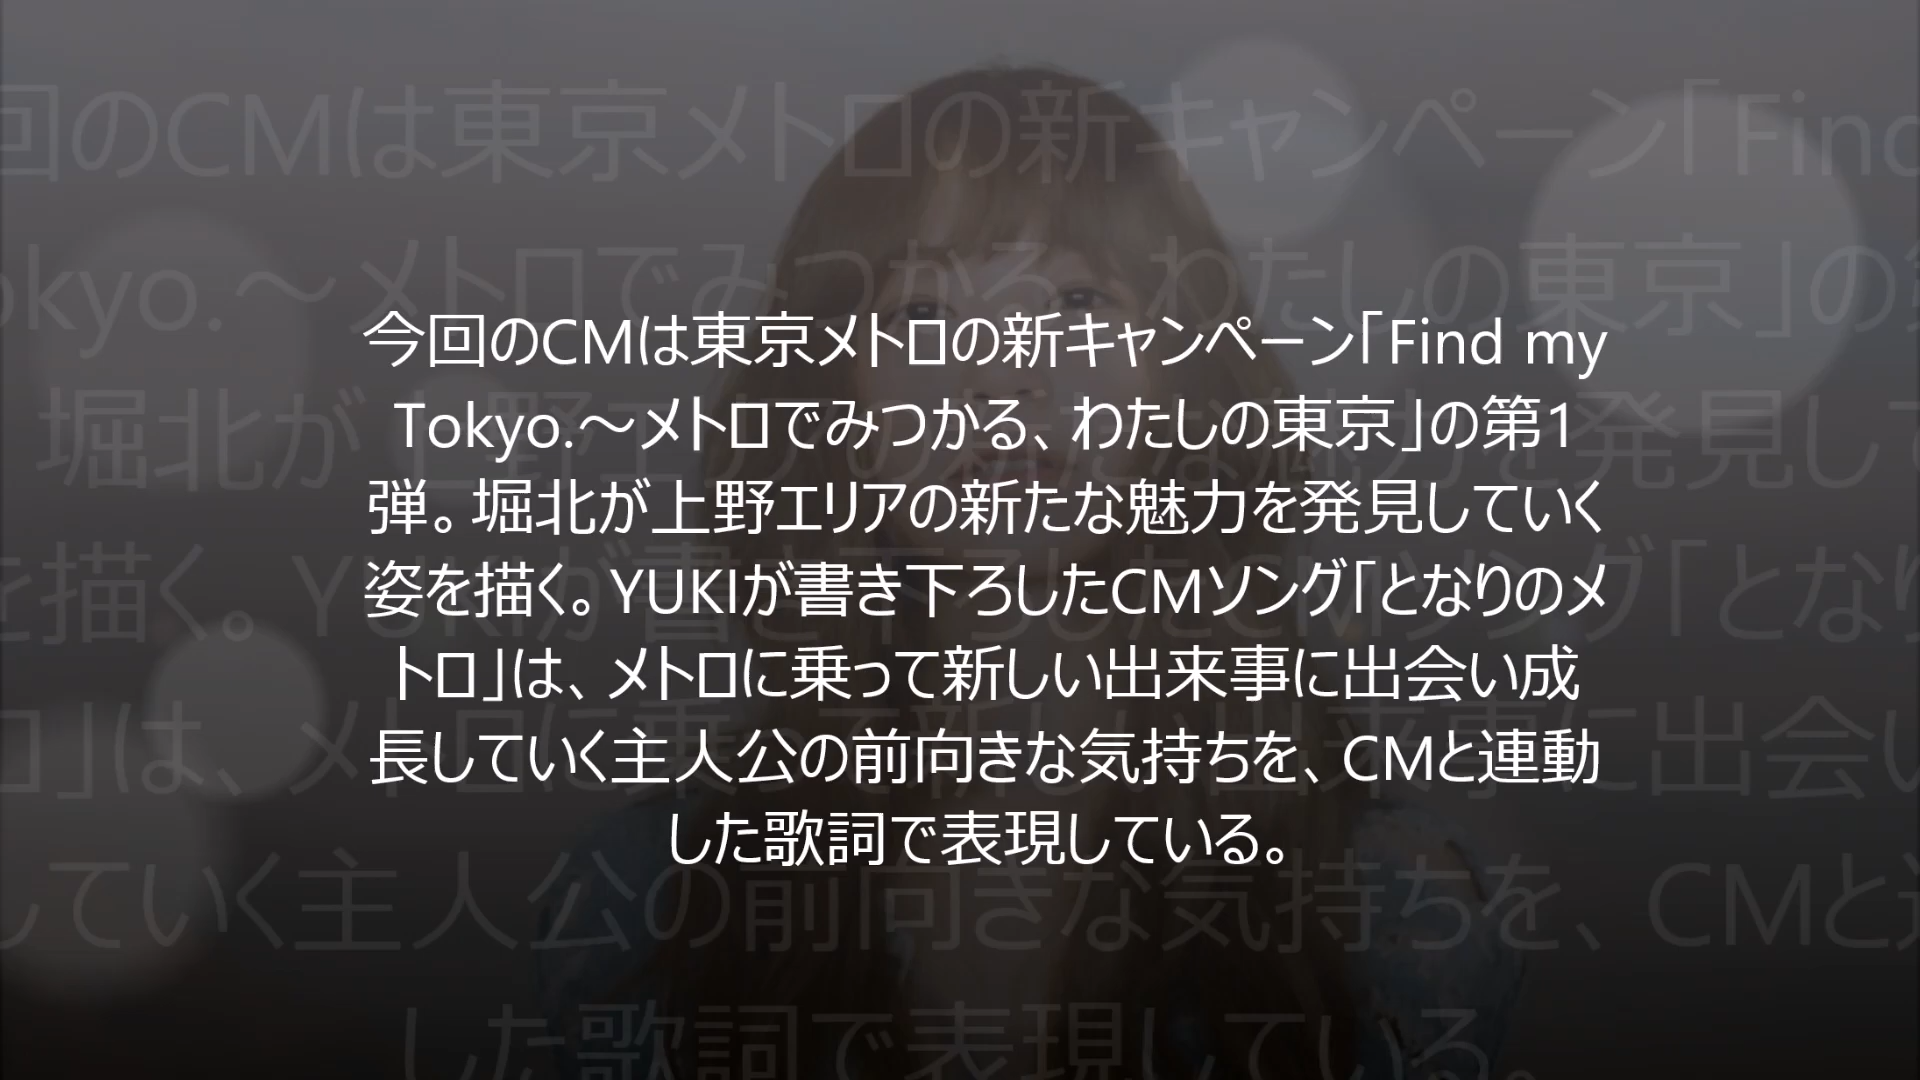 今回のCMは東京メトロの新キャンペーン「Find my
Tokyo.～メトロでみつかる、わたしの東京」の第1
弾。堀北が上野エリアの新たな魅力を発見していく
姿を描く。YUKIが書き下ろしたCMソング「となりのメ
トロ」は、メトロに乗って新しい出来事に出会い成
長していく主人公の前向きな気持ちを、CMと連動
した歌詞で表現している。